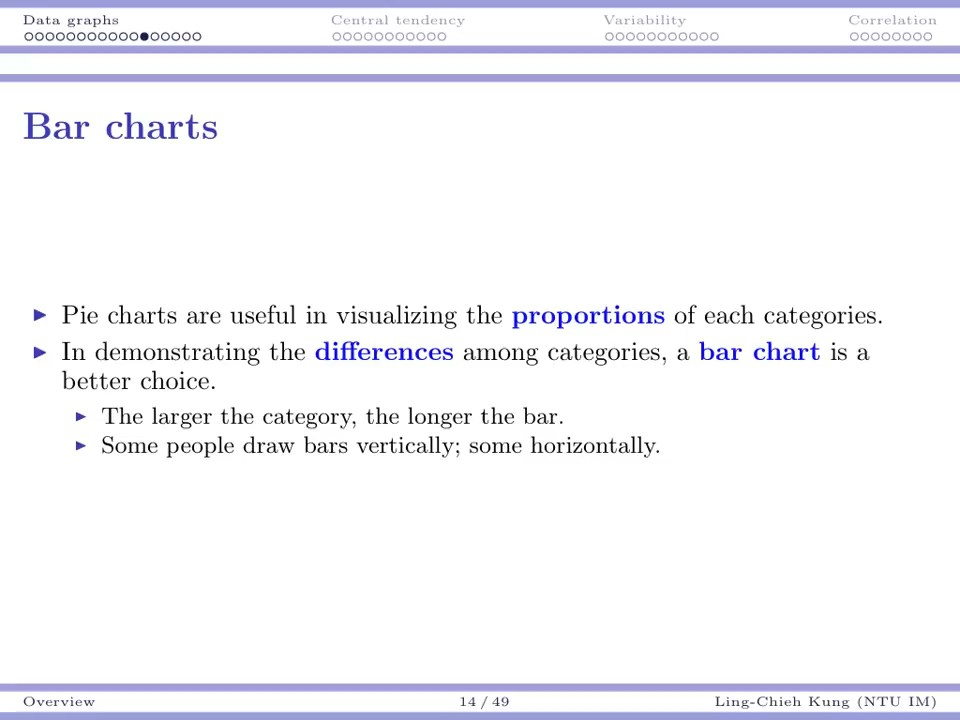 Data graphs Central tendency Variability Correlation
Bar charts
Pie charts are useful in visualizing the proportions of each categories.
In demonstrating the differences among categories, a bar chart is a
better choice.
The larger the category, the longer the bar.
Some people draw bars vertically; some horizontally.
Overview 14 / 49 Ling-Chieh Kung (NTU IM)